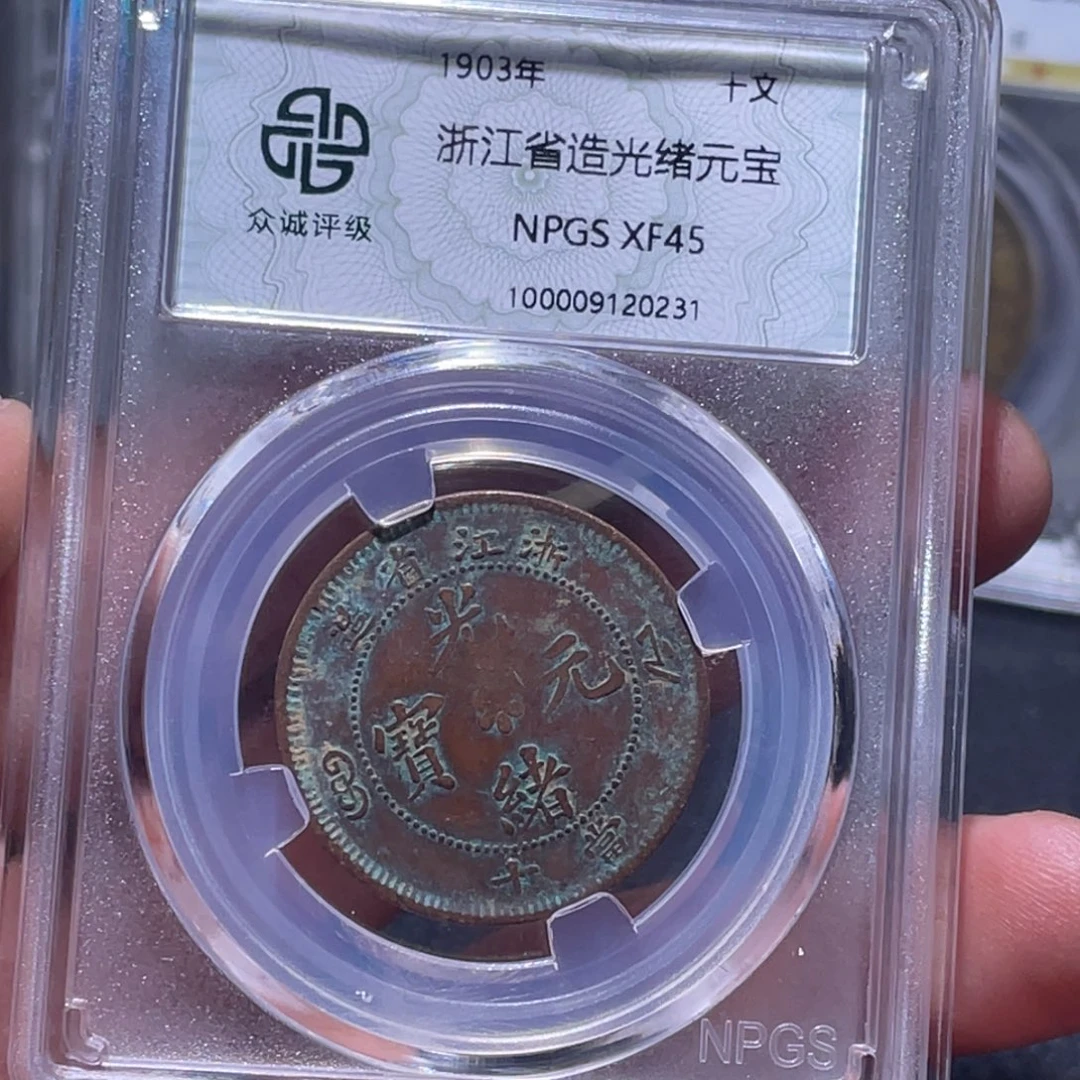 1903年 十文
浙江省造光绪元宝
众诚评级
NPGS XF45
100009120231
浙江省造
光緒元寶
當十
NPGS